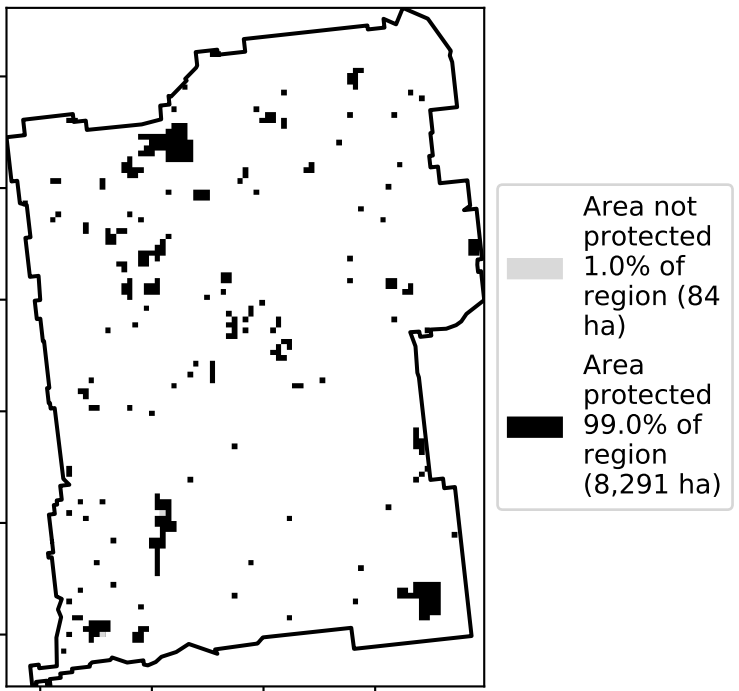 Area not
protected
1.0% of
region (84
ha)
Area
protected
99.0% of
region
(8,291 ha)